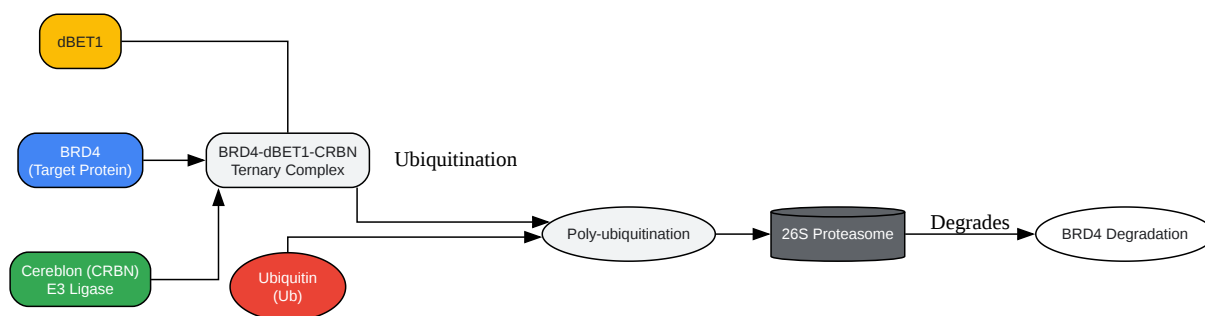 dBET1
BRD4
(Target Protein)
BRD4-dBET1-CRBN
Ternary Complex
Ubiquitination
Cereblon (CRBN)
E3 Ligase
Ubiquitin
(Ub)
Poly-ubiquitination
26S Proteasome
Degrades
BRD4 Degradation